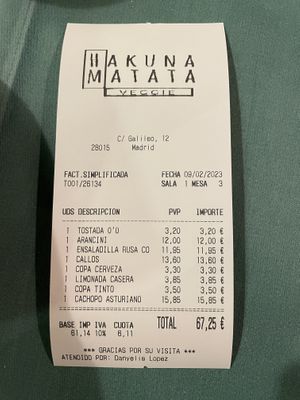 HAKUNA
MATATA
VEGGIE
C/ Galileo, 12
28015 Madrid
FACT.SIMPLIFICADA FECHA 09/02/2023
T001/26134 SALA 1 MESA 3
UDS DESCRIPCION PVP IMPORTE
1 TOSTADA O'O 3,20 3,20 €
1 ARANCINI 12,00 12,00 €
1 ENSALADILLA RUSA CO 11,95 11,95 €
1 CALLOS 13,60 13,60 €
1 COPA CERVEZA 3,30 3,30 €
1 LIMONADA CASERA 3,85 3,85 €
1 COPA TINTO 3,50 3,50 €
1 CACHOPO ASTURIANO 15,85 15,85 €
BASE IMP IVA CUOTA TOTAL 67,25 €
61,14 10% 6,11
*** GRACIAS POR SU VISITA ***
ATENDIDO POR: Danyelis Lopez